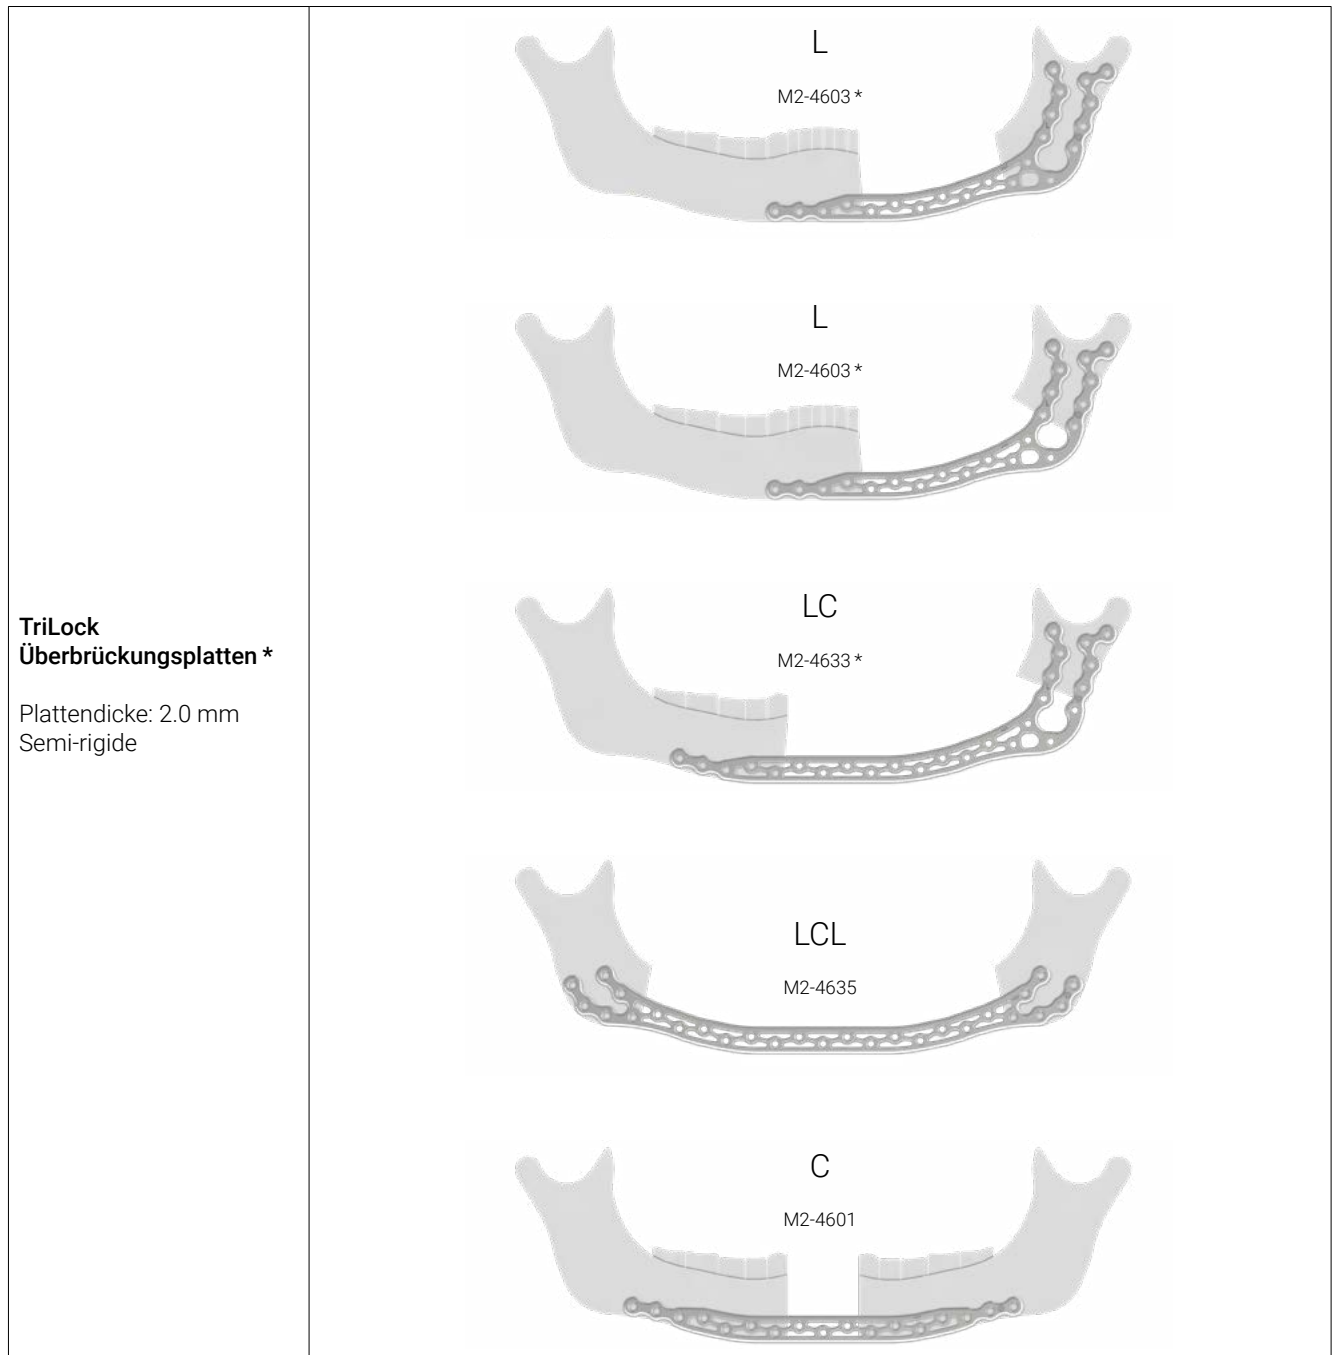 L
M2-4603 *
L
M2-4603 *
TriLock
Überbrückungsplatten *
Plattendicke: 2.0 mm
Semi-rigide
LC
M2-4633 *
LCL
M2-4635
C
M2-4601